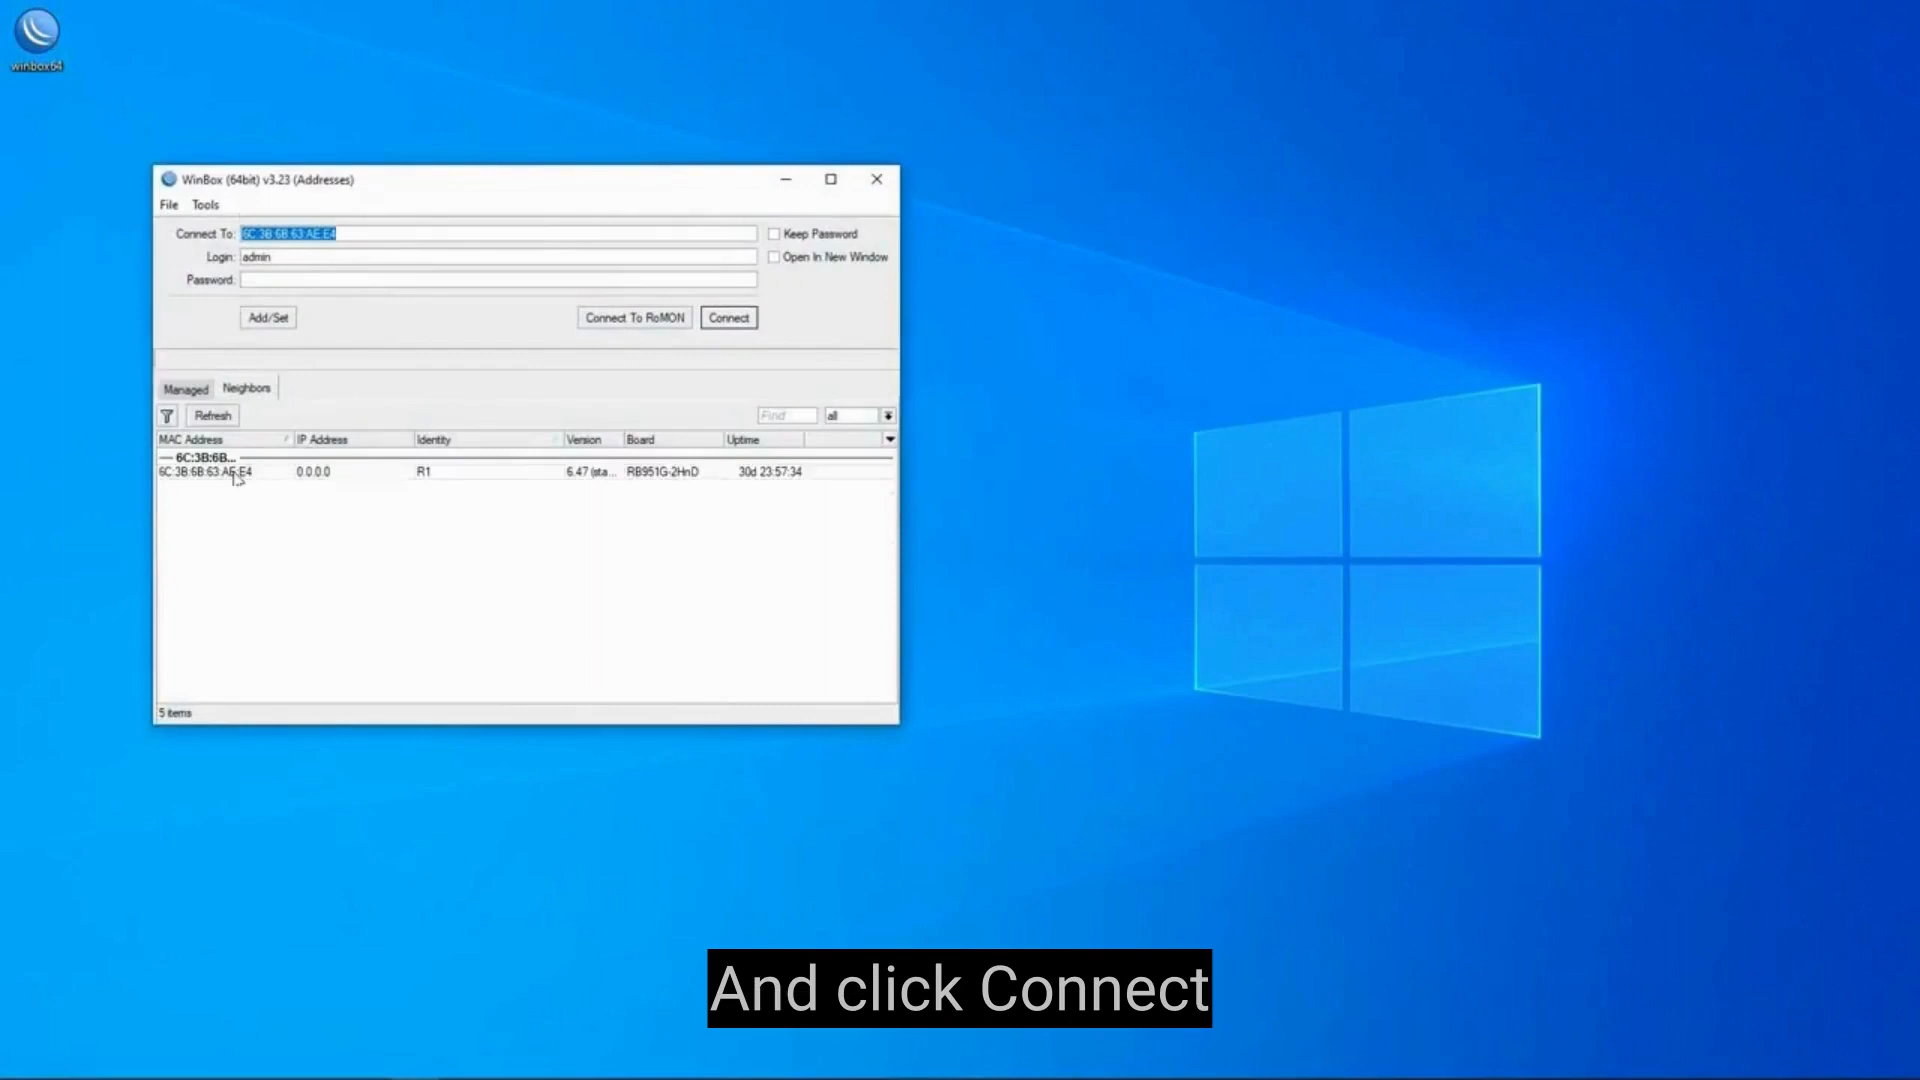 winbox64
WinBox (64bit) v3.23 (Addresses)
File Tools
Connect To: 6C:3B:6B:63:AE:E4 Keep Password
Login: admin Open In New Window
Password:
Add/Set Connect To RoMON Connect
Managed Neighbors
Refresh Find all
MAC Address IP Address Identity Version Board Uptime
6C:3B:6B...
6C:3B:6B:63:AE:E4 0.0.0.0 R1 6.47 (sta... RB951G-2HnD 30d 23:57:34
5 items
And click Connect